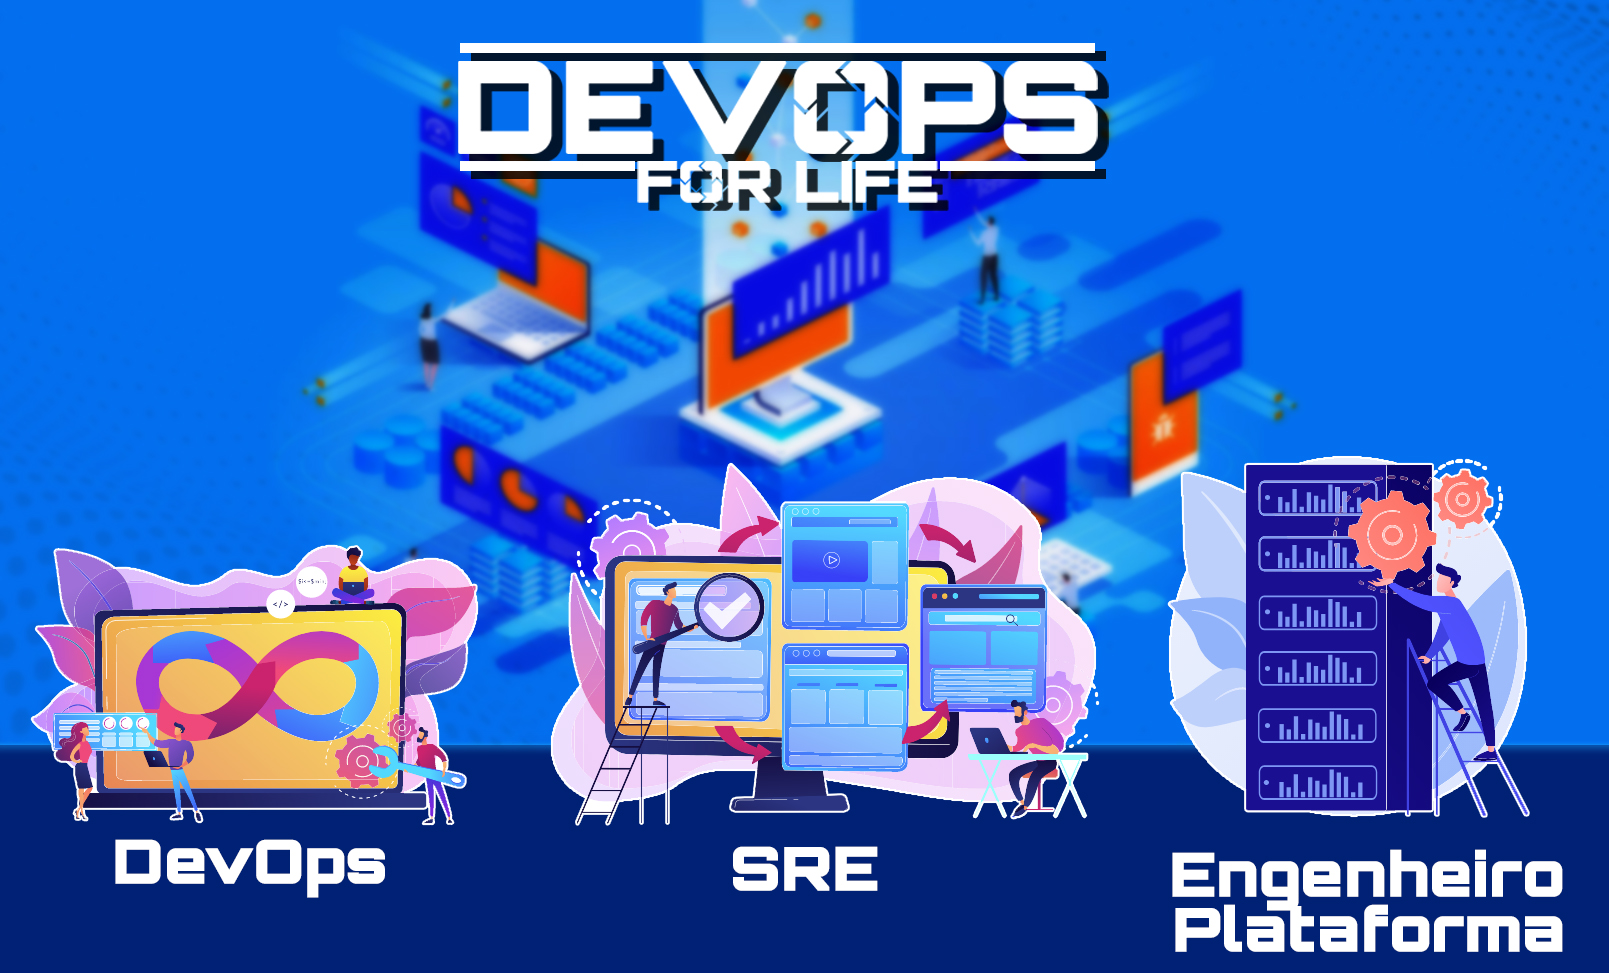 DEVOPS
FOR LIFE
</>
DevOps
SRE
Engenheiro
Plataforma